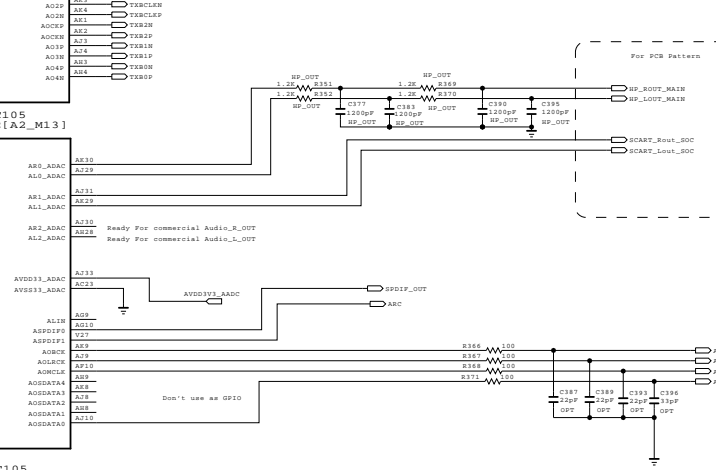 AO2P TXBCLKN
AO2N AK4 TXBCLKP
AOCKP AK1 TXB2N
AOCKN AK2 TXB2P
AO3P AJ3 TXB1N
AO3N AJ4 TXB1P
AO4P AH3 TXB0N
AO4N AH4 TXB0P
For PCB Pattern
HP_OUT HP_OUT
1.2K R351 1.2K R369 HP_ROUT_MAIN
1.2K R352 1.2K R370 HP_LOUT_MAIN
HP_OUT HP_OUT
C377 C383 C390 C395
1200pF 1200pF 1200pF 1200pF
HP_OUT HP_OUT HP_OUT HP_OUT
C105
[A2_M13]
SCART_Rout_SOC
SCART_Lout_SOC
AR0_ADAC AK30
AL0_ADAC AJ29
AR1_ADAC AJ31
AL1_ADAC AK29
AR2_ADAC AJ30 Ready For commercial Audio_R_OUT
AL2_ADAC AH28 Ready For commercial Audio_L_OUT
AVDD33_ADAC AJ33
AVSS33_ADAC AC23
AVDD3V3_AADC
SPDIF_OUT
ARC
ALIN AG9
ASPDIF0 AG10
ASPDIF1 V27
AOBCK AK9 R366 100
AOLRCK AJ9 R367 100
AOMCLK AF10 R368 100
AOSDATA4 AH9 R371 100
AOSDATA3 AK8
AOSDATA2 AJ8 Don't use as GPIO
AOSDATA1 AH8
AOSDATA0 AJ10
C387 C389 C393 C396
22pF 22pF 22pF 33pF
OPT OPT OPT OPT
C105